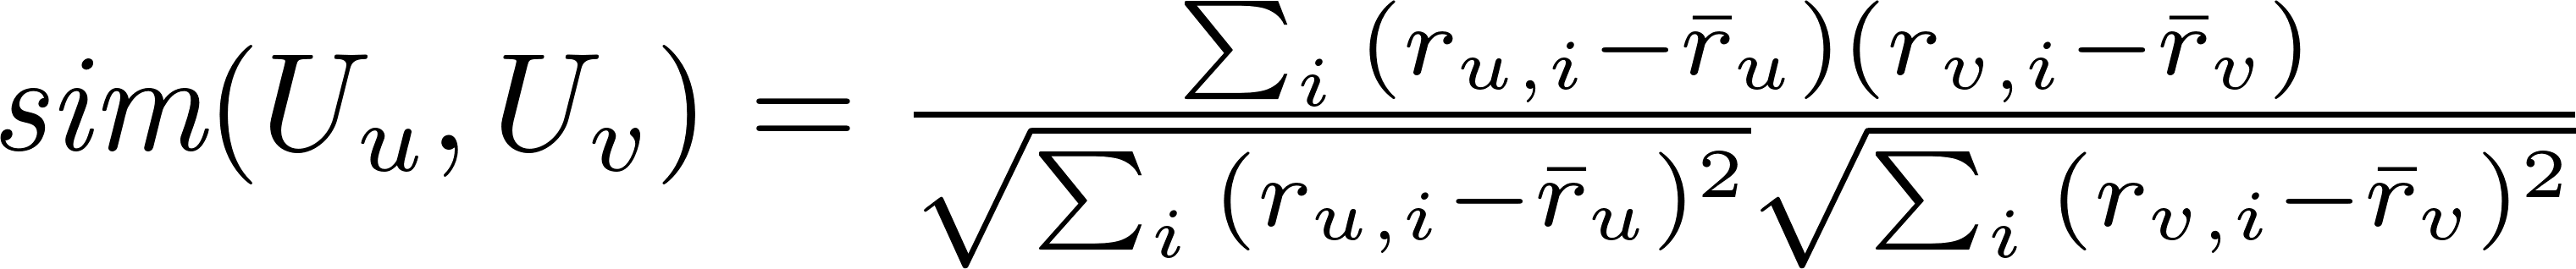 sim(U_u, U_v) = \frac{\sum_i (r_{u,i} - \bar{r}_u)(r_{v,i} - \bar{r}_v)}{\sqrt{\sum_i (r_{u,i} - \bar{r}_u)^2} \sqrt{\sum_i (r_{v,i} - \bar{r}_v)^2}}